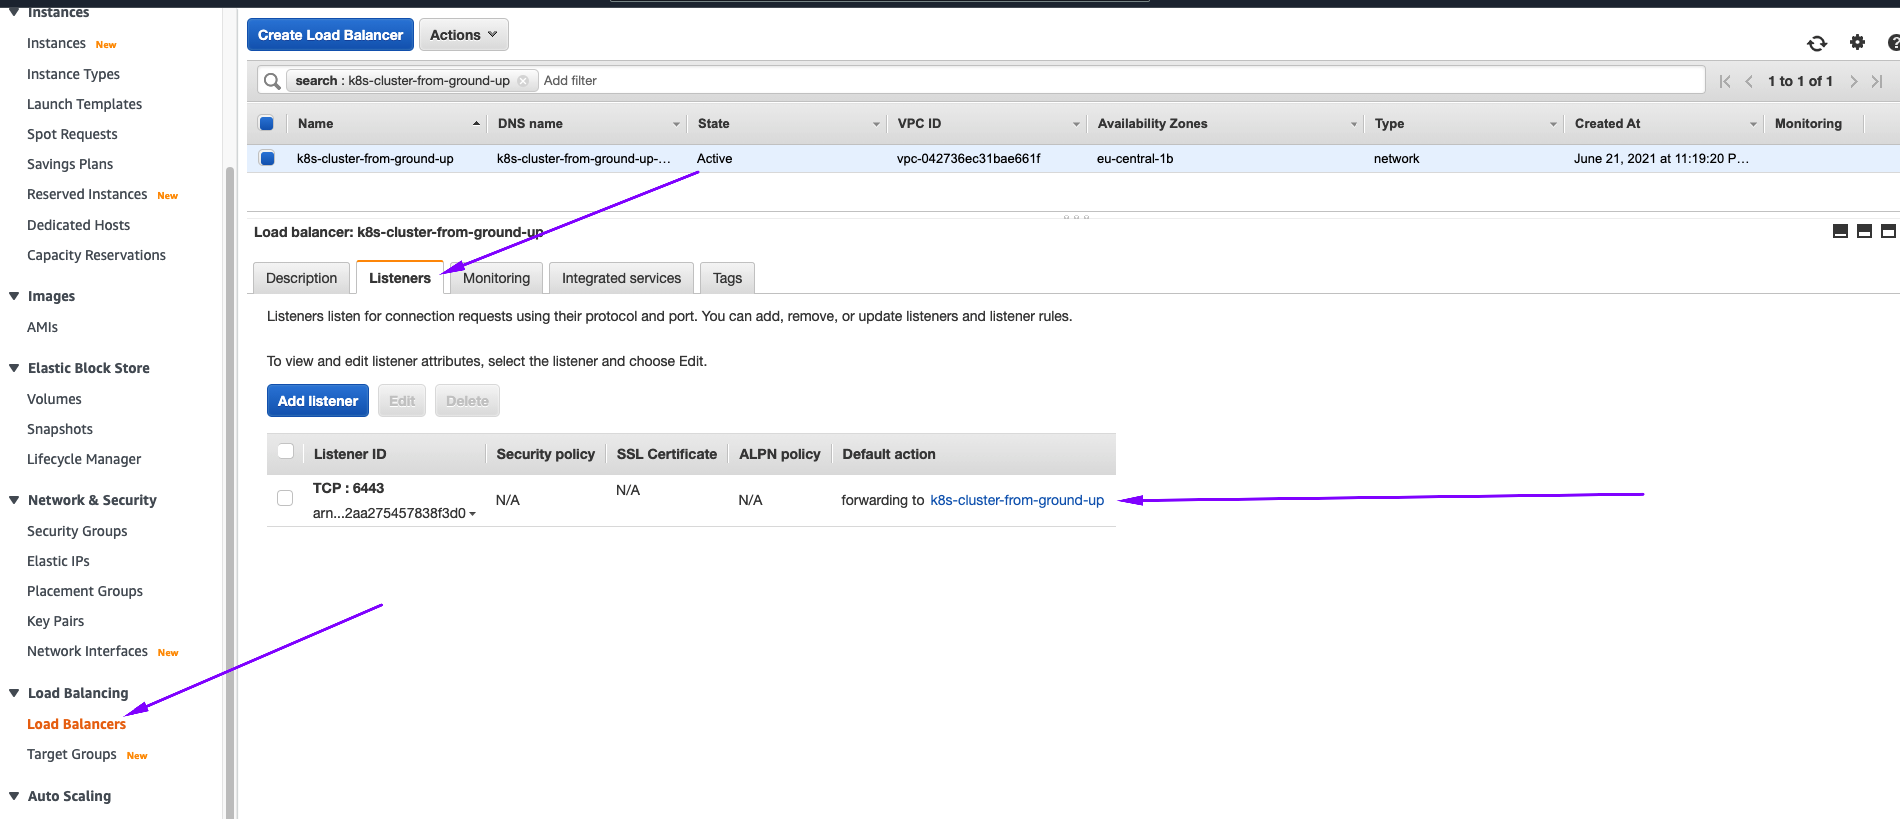 Instances
Instances New
Instance Types
Launch Templates
Spot Requests
Savings Plans
Reserved Instances New
Dedicated Hosts
Capacity Reservations
Images
AMIs
Elastic Block Store
Volumes
Snapshots
Lifecycle Manager
Network & Security
Security Groups
Elastic IPs
Placement Groups
Key Pairs
Network Interfaces New
Load Balancing
Load Balancers
Target Groups New
Auto Scaling
Create Load Balancer Actions
search : k8s-cluster-from-ground-up Add filter 1 to 1 of 1
Name DNS name State VPC ID Availability Zones Type Created At Monitoring
k8s-cluster-from-ground-up k8s-cluster-from-ground-up-... Active vpc-042736ec31bae661f eu-central-1b network June 21, 2021 at 11:19:20 P...
Load balancer: k8s-cluster-from-ground-up
Description Listeners Monitoring Integrated services Tags
Listeners listen for connection requests using their protocol and port. You can add, remove, or update listeners and listener rules.
To view and edit listener attributes, select the listener and choose Edit.
Add listener Edit Delete
Listener ID Security policy SSL Certificate ALPN policy Default action
TCP : 6443
arn...2aa275457838f3d0 N/A N/A N/A forwarding to k8s-cluster-from-ground-up